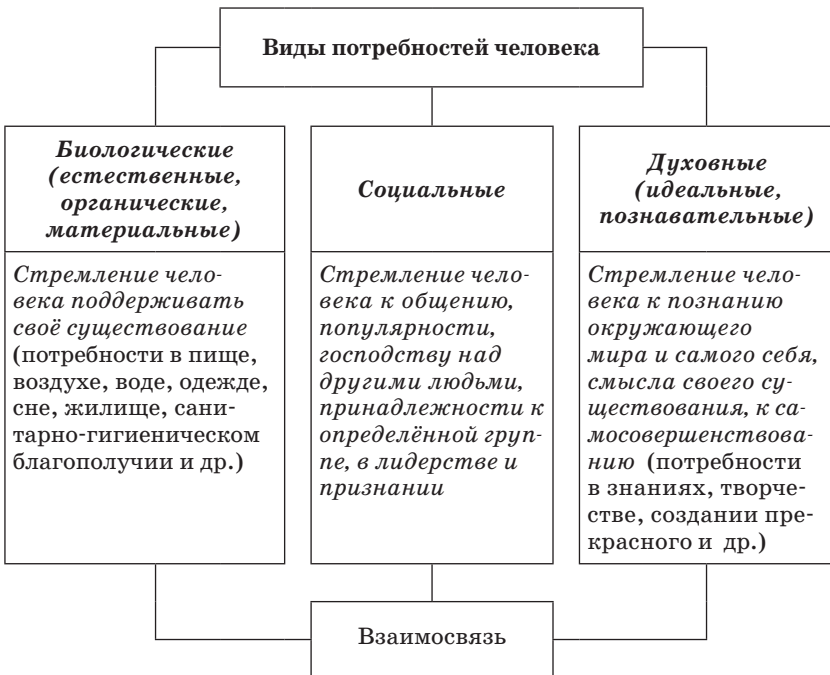 Виды потребностей человека
Биологические
(естественные,
органические,
материальные)
Стремление чело-
века поддерживать
своё существование
(потребности в пище,
воздухе, воде, одежде,
сне, жилище, сани-
тарно-гигиеническом
благополучии и др.)
Социальные
Стремление чело-
века к общению,
популярности,
господству над
другими людьми,
принадлежности к
определённой груп-
пе, в лидерстве и
признании
Духовные
(идеальные,
познавательные)
Стремление чело-
века к познанию
окружающего
мира и самого себя,
смысла своего су-
ществования, к са-
мосовершенствова-
нию (потребности
в знаниях, творче-
стве, создании пре-
красного и др.)
Взаимосвязь